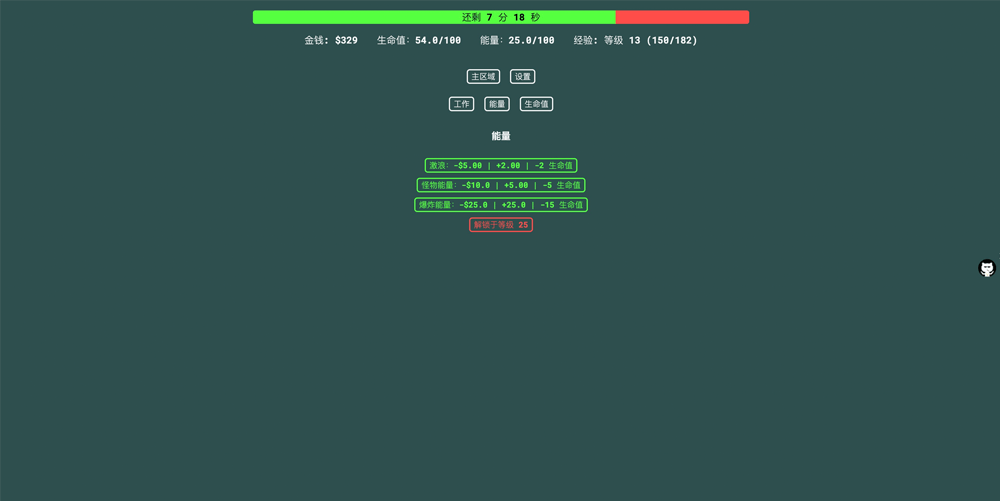 还剩 7 分 18 秒
金钱: $329 生命值: 54.0/100 能量: 25.0/100 经验: 等级 13 (150/182)
主区域 设置
工作 能量 生命值
能量
激浪: -$5.00 | +2.00 | -2 生命值
怪物能量: -$10.0 | +5.00 | -5 生命值
爆炸能量: -$25.0 | +25.0 | -15 生命值
解锁于等级 25